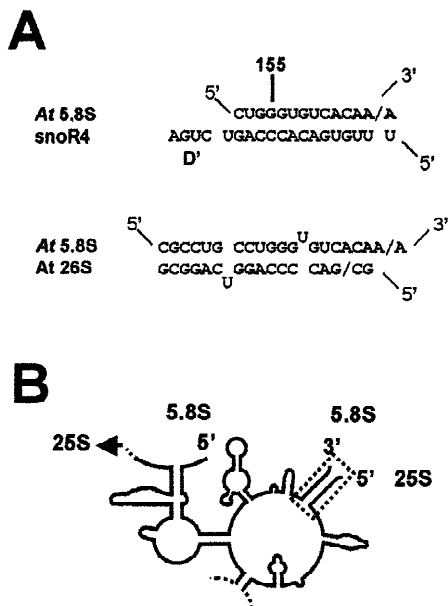 A
155
5' 3'
At 5.8S CUGGGUGUCACAA/A
snoR4 AGUC UGACCCACAGUGUU U
D' 5'
5' U 3'
At 5.8S CGCCUG CCUGGG GUCACAA/A
At 26S GCGGAC GGACCC CAG/CG
U 5'
B
5.8S 5.8S
25S 5' 3'
5' 25S